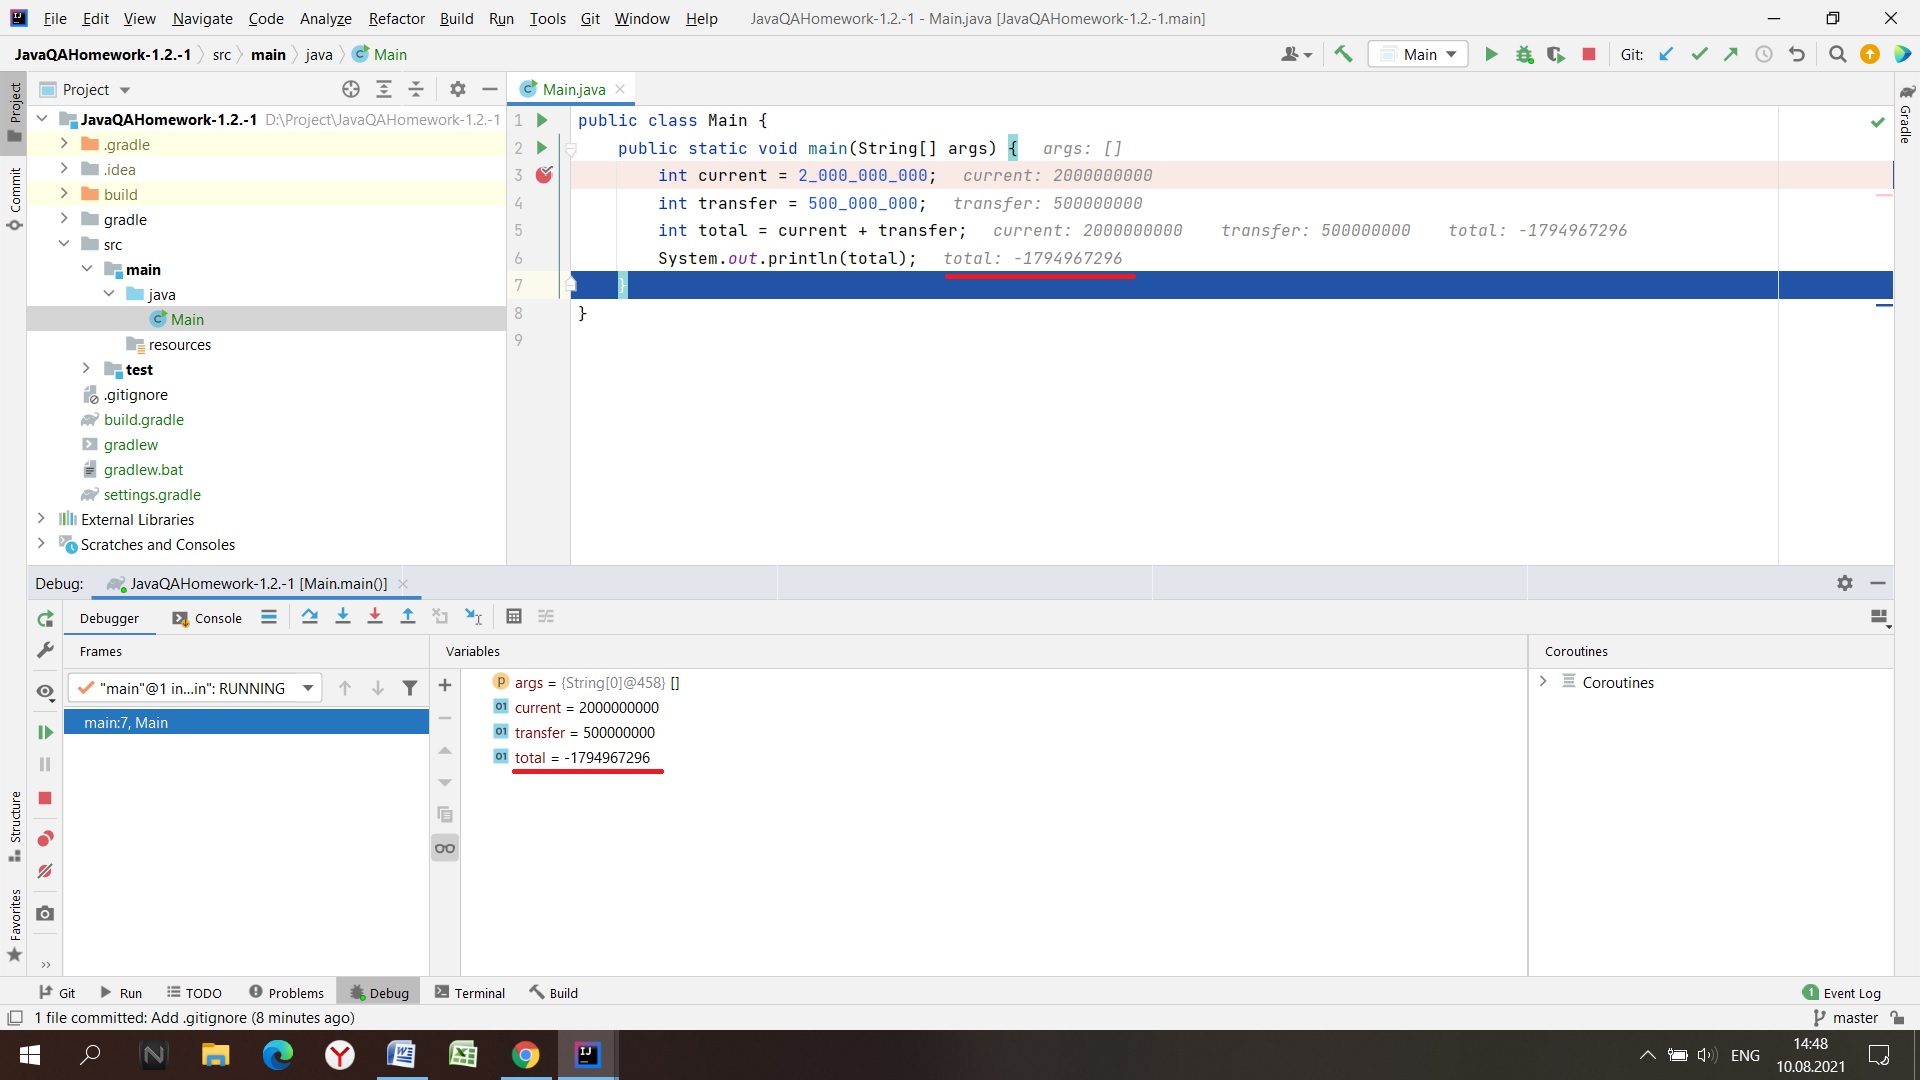 File Edit View Navigate Code Analyze Refactor Build Run Tools Git Window Help JavaQAHomework-1.2.-1 - Main.java [JavaQAHomework-1.2.-1.main]
JavaQAHomework-1.2.-1 src main java Main
Main
Git:
Project
Main.java
Project
Commit
Structure
Favorites
Gradle
JavaQAHomework-1.2.-1 D:\Project\JavaQAHomework-1.2.-1
.gradle
.idea
build
gradle
src
main
java
Main
resources
test
.gitignore
build.gradle
gradlew
gradlew.bat
settings.gradle
External Libraries
Scratches and Consoles
1 public class Main {
2 public static void main(String[] args) { args: []
3 int current = 2_000_000_000; current: 2000000000
4 int transfer = 500_000_000; transfer: 500000000
5 int total = current + transfer; current: 2000000000 transfer: 500000000 total: -1794967296
6 System.out.println(total); total: -1794967296
7 }
8 }
9
Debug: JavaQAHomework-1.2.-1 [Main.main()]
Debugger Console
Frames Variables Coroutines
"main"@1 in...in": RUNNING
main:7, Main
args = {String[0]@458} []
current = 2000000000
transfer = 500000000
total = -1794967296
Coroutines
Git Run TODO Problems Debug Terminal Build 1 Event Log
1 file committed: Add .gitignore (8 minutes ago) master
ENG
14:48
10.08.2021